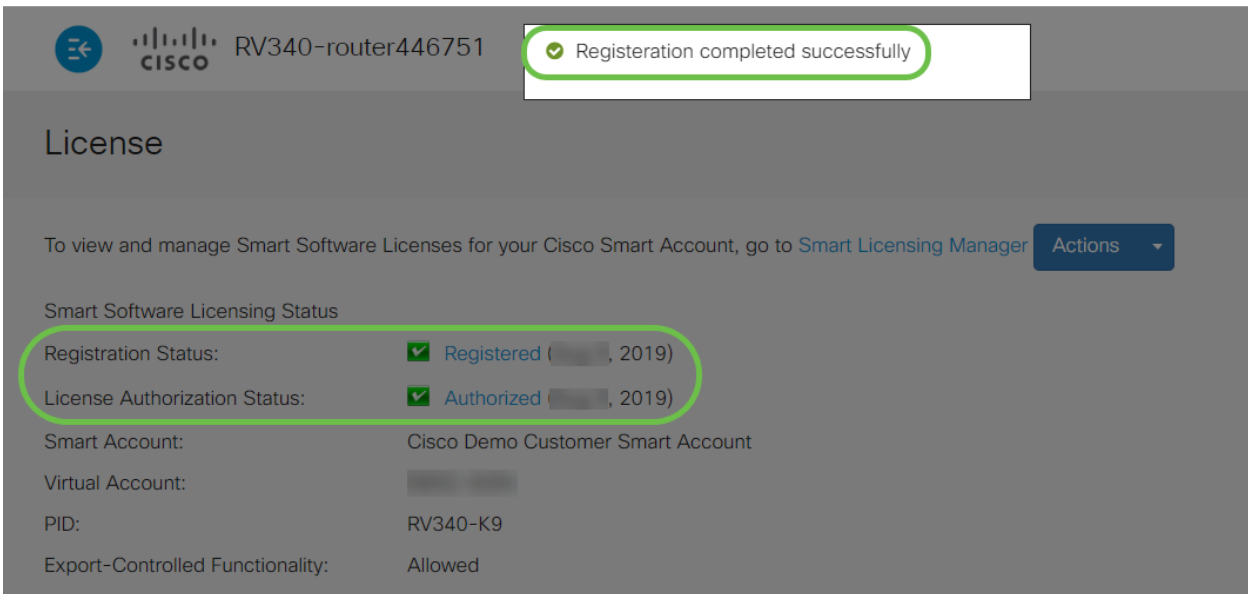 CISCO
RV340-router446751
Registeration completed successfully
License
To view and manage Smart Software Licenses for your Cisco Smart Account, go to Smart Licensing Manager Actions
Smart Software Licensing Status
Registration Status: Registered ( , 2019)
License Authorization Status: Authorized ( , 2019)
Smart Account: Cisco Demo Customer Smart Account
Virtual Account:
PID: RV340-K9
Export-Controlled Functionality: Allowed